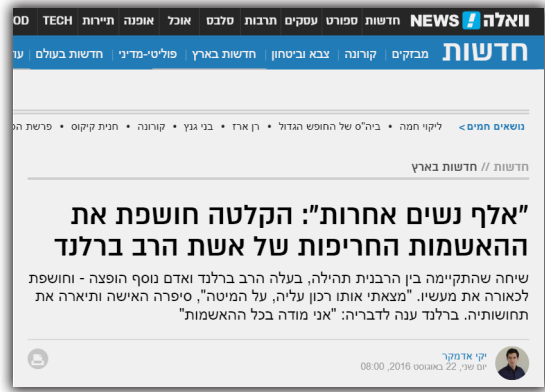 וואלה! NEWS חדשות ספורט עסקים תרבות סלבס אוכל אופנה תיירות TECH OD
חדשות מבזקים | קורונה | צבא וביטחון | חדשות בארץ | פוליטי-מדיני | חדשות בעולם
נושאים חמים > ליקוי חמה • ביה"ס של החופש הגדול • רן ארז • בני גנץ • קורונה • חנית קיקוס • פרשת
חדשות // חדשות בארץ
"אלף נשים אחרות": הקלטה חושפת את
ההאשמות החריפות של אשת הרב ברלנד
שיחה שהתקיימה בין הרבנית תהילה, בעלה הרב ברלנד ואדם נוסף הופצה - וחושפת
לכאורה את מעשיו. "מצאתי אותו רכון עליה, על המיטה", סיפרה האישה ותיארה את
תחושותיה. ברלנד ענה לדבריה: "אני מודה בכל ההאשמות"
יקי אדמקר
יום שני, 22 באוגוסט 2016, 08:00